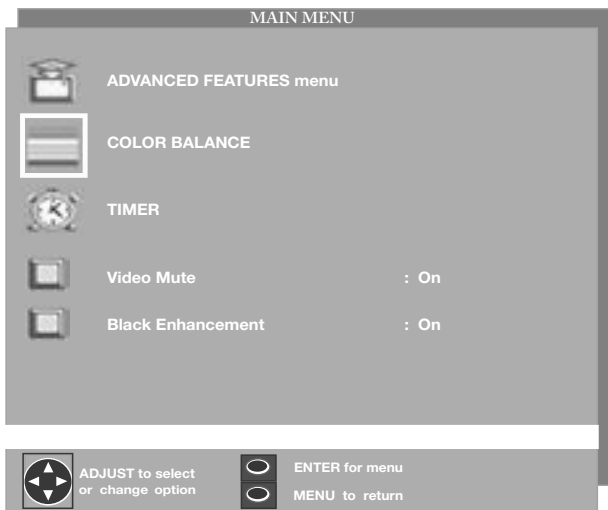 MAIN MENU
ADVANCED FEATURES menu
COLOR BALANCE
TIMER
Video Mute : On
Black Enhancement : On
ADJUST to select
or change option
ENTER for menu
MENU to return